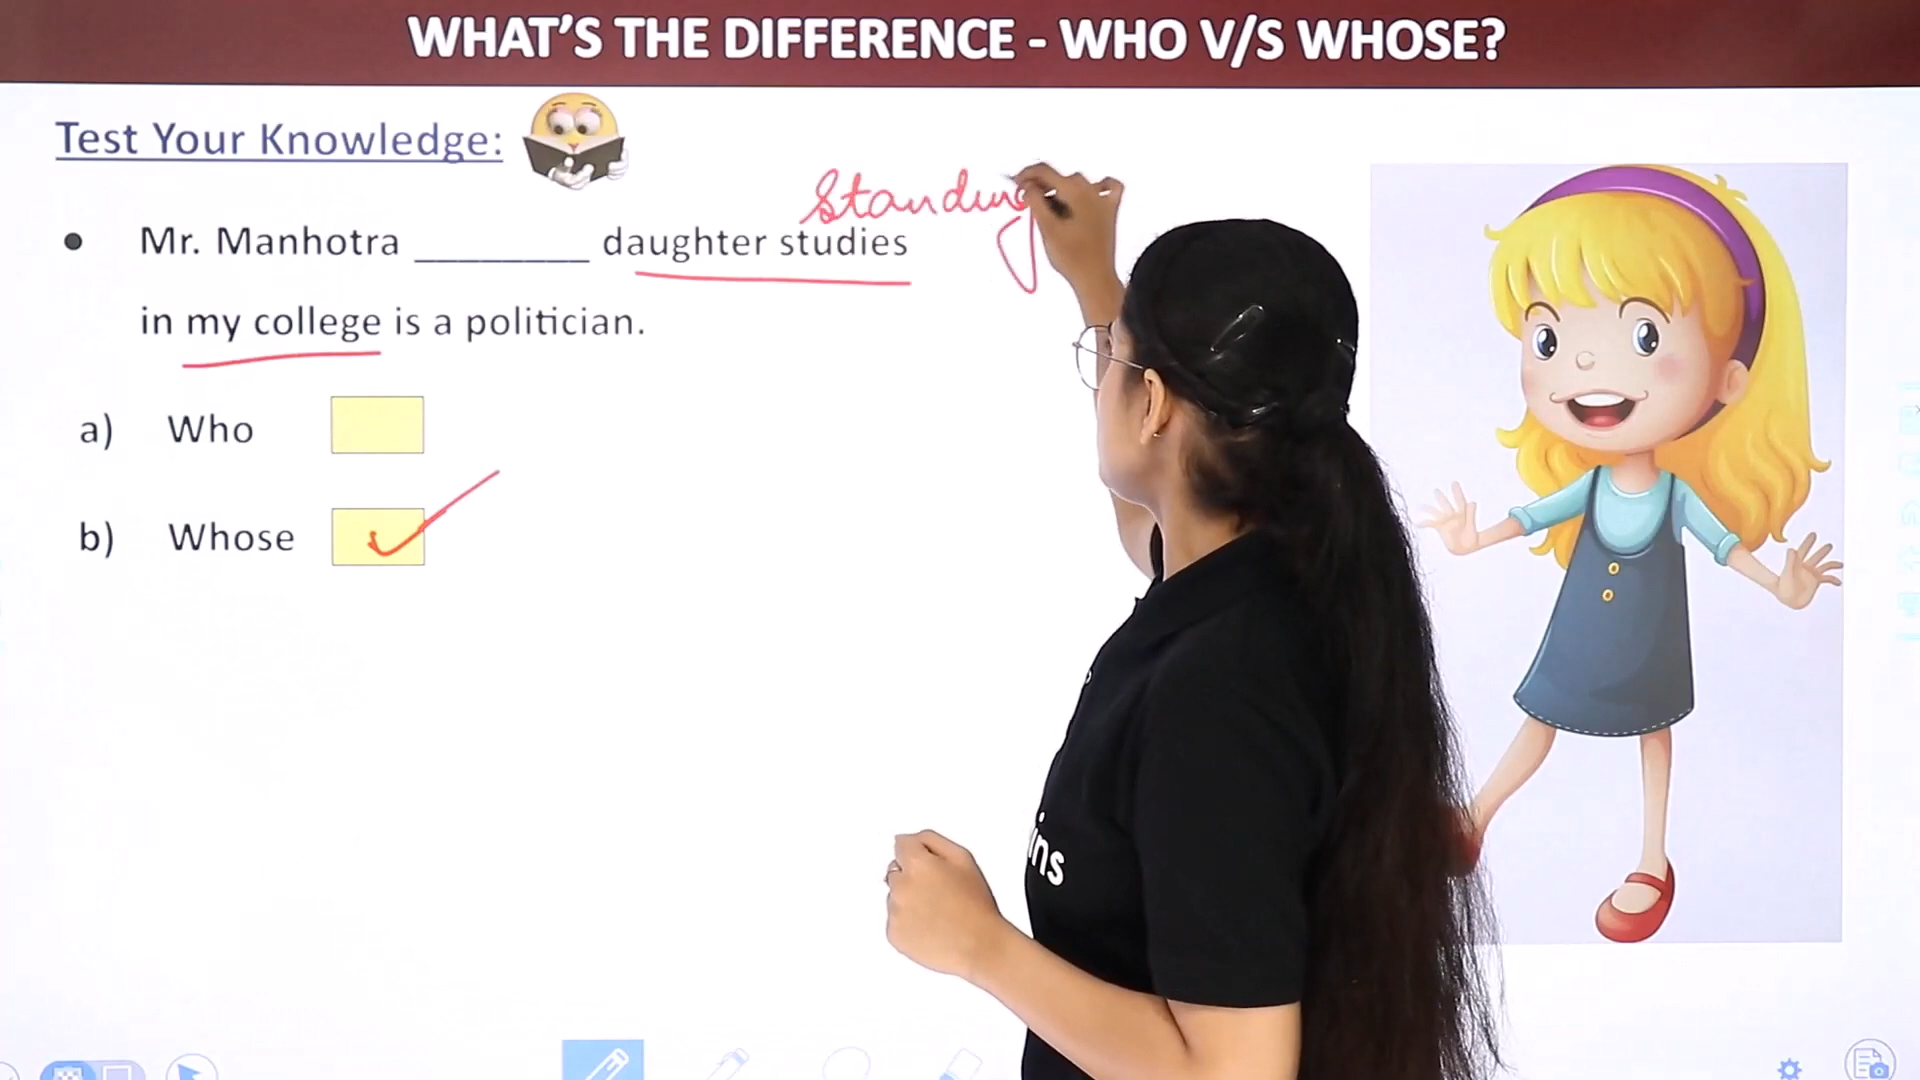 WHAT'S THE DIFFERENCE - WHO V/S WHOSE?
Test Your Knowledge:
Standing
• Mr. Manhotra ________ daughter studies
in my college is a politician.
a) Who
b) Whose
ins